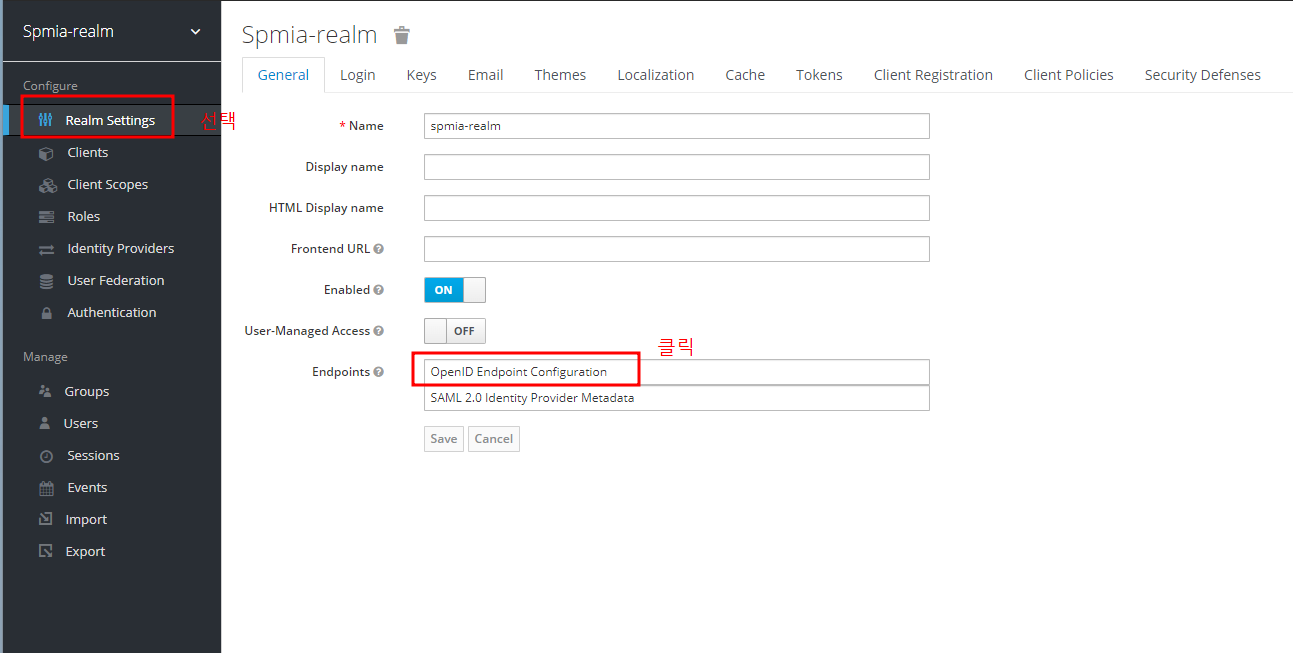 Spmia-realm
Configure
Realm Settings 선택
Clients
Client Scopes
Roles
Identity Providers
User Federation
Authentication
Manage
Groups
Users
Sessions
Events
Import
Export
Spmia-realm
General Login Keys Email Themes Localization Cache Tokens Client Registration Client Policies Security Defenses
* Name spmia-realm
Display name
HTML Display name
Frontend URL
Enabled ON
User-Managed Access OFF
클릭
Endpoints OpenID Endpoint Configuration
SAML 2.0 Identity Provider Metadata
Save Cancel